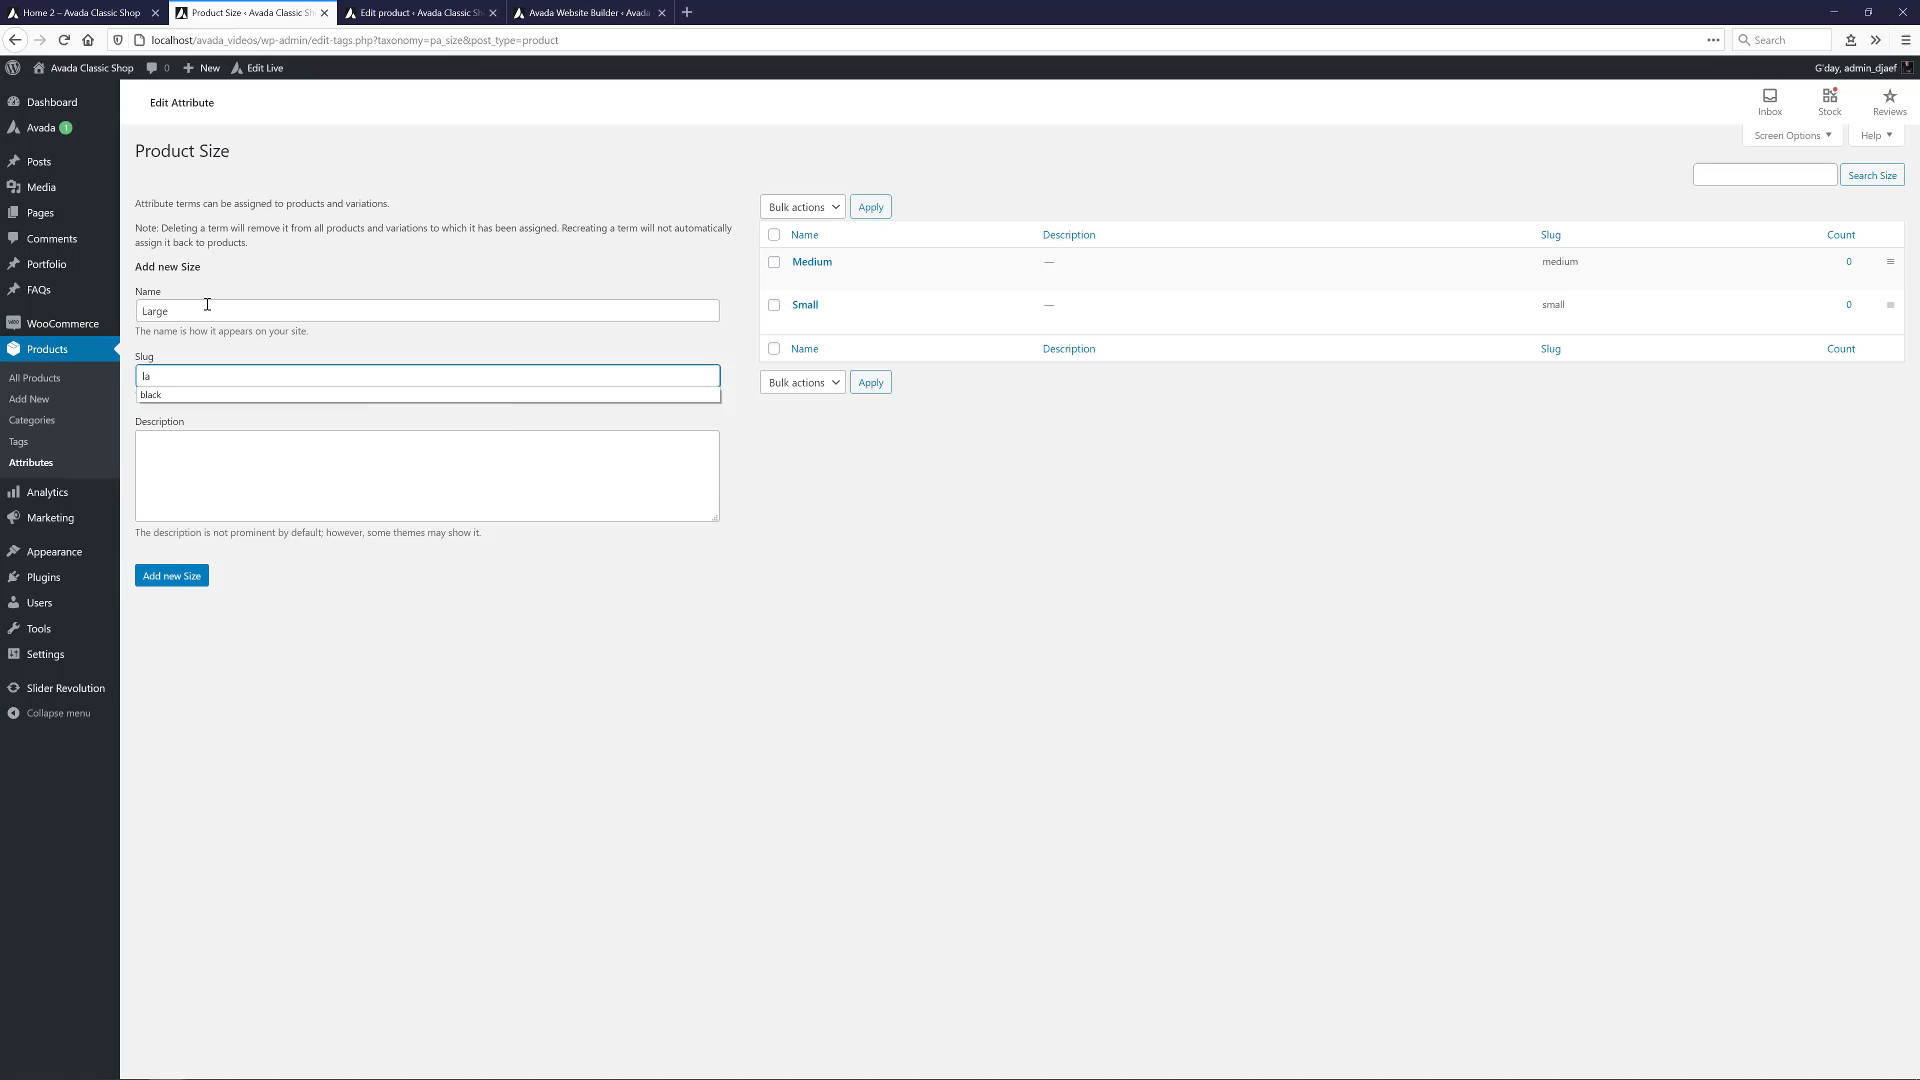 Home 2 – Avada Classic Shop
Product Size ‹ Avada Classic Sh
Edit product ‹ Avada Classic Sh
Avada Website Builder ‹ Avada
localhost/avada_videos/wp-admin/edit-tags.php?taxonomy=pa_size&post_type=product
Search
Avada Classic Shop
0
New
Edit Live
G'day, admin_djaef
Dashboard
Avada 1
Posts
Media
Pages
Comments
Portfolio
FAQs
WooCommerce
Products
All Products
Add New
Categories
Tags
Attributes
Analytics
Marketing
Appearance
Plugins
Users
Tools
Settings
Slider Revolution
Collapse menu
Edit Attribute
Inbox
Stock
Reviews
Screen Options
Help
Product Size
Search Size
Attribute terms can be assigned to products and variations.
Note: Deleting a term will remove it from all products and variations to which it has been assigned. Recreating a term will not automatically
assign it back to products.
Add new Size
Name
Large
The name is how it appears on your site.
Slug
la
black
Description
The description is not prominent by default; however, some themes may show it.
Add new Size
Bulk actions Apply
Name Description Slug Count
Medium — medium 0
Small — small 0
Name Description Slug Count
Bulk actions Apply